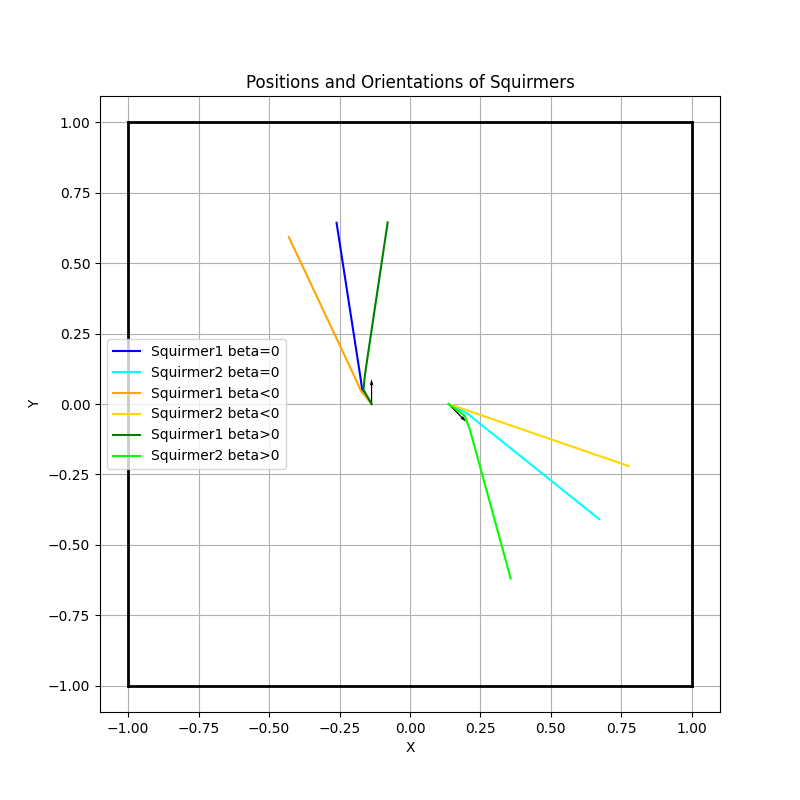 Positions and Orientations of Squirmers
1.00
0.75
0.50
0.25
0.00
−0.25
−0.50
−0.75
−1.00
Y
Squirmer1 beta=0
Squirmer2 beta=0
Squirmer1 beta<0
Squirmer2 beta<0
Squirmer1 beta>0
Squirmer2 beta>0
−1.00 −0.75 −0.50 −0.25 0.00 0.25 0.50 0.75 1.00
X